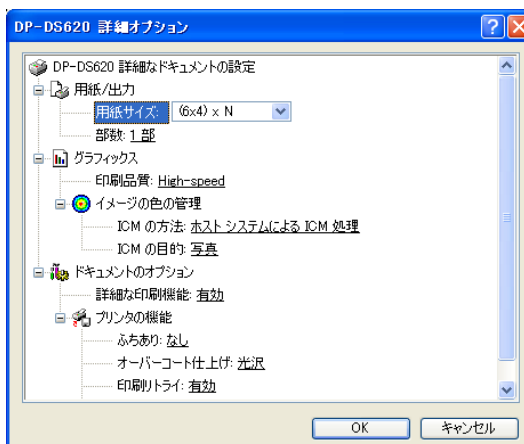 DP-DS620 詳細オプション
DP-DS620 詳細なドキュメントの設定
用紙/出力
用紙サイズ: (6x4) x N
部数: 1 部
グラフィックス
印刷品質: High-speed
イメージの色の管理
ICM の方法: ホスト システムによる ICM 処理
ICM の目的: 写真
ドキュメントのオプション
詳細な印刷機能: 有効
プリンタの機能
ふちあり: なし
オーバーコート仕上げ: 光沢
印刷リトライ: 有効
OK キャンセル